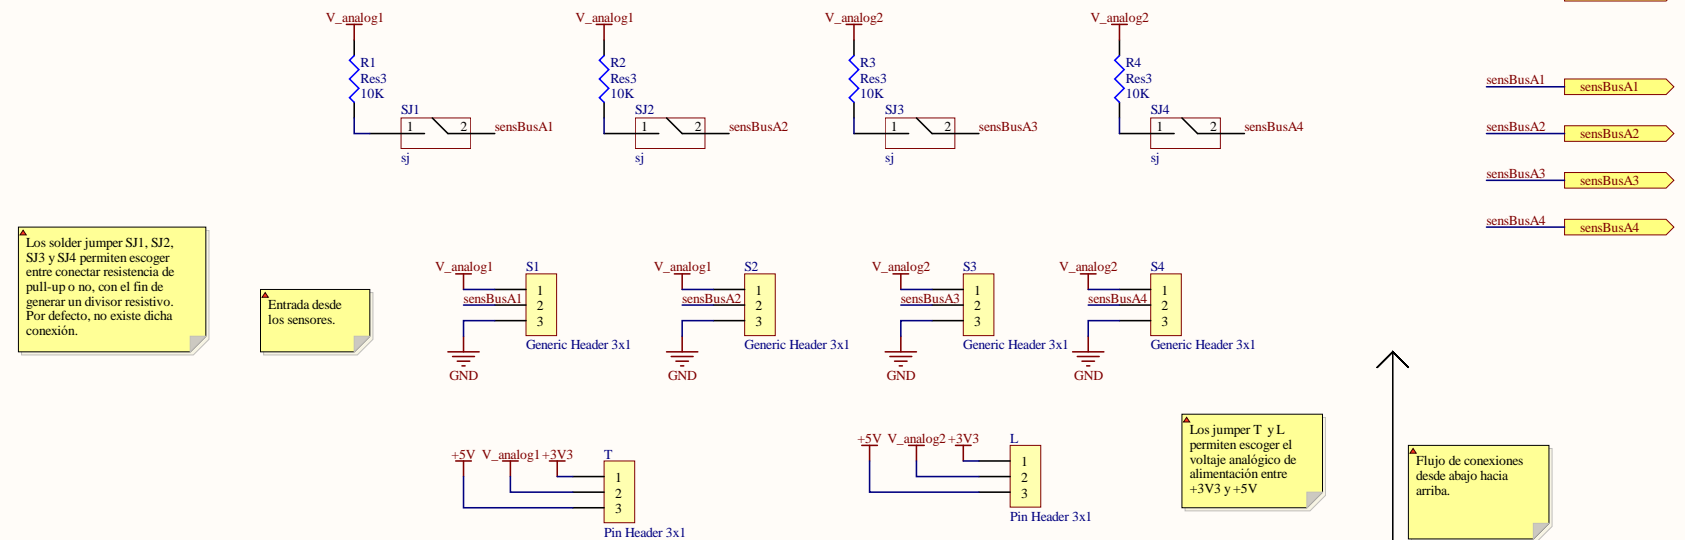 V_analog1
R1
Res3
10K
SJ1
1 2
sensBusA1
sj
V_analog1
R2
Res3
10K
SJ2
1 2
sensBusA2
sj
V_analog2
R3
Res3
10K
SJ3
1 2
sensBusA3
sj
V_analog2
R4
Res3
10K
SJ4
1 2
sensBusA4
sj
sensBusA1 sensBusA1
sensBusA2 sensBusA2
sensBusA3 sensBusA3
sensBusA4 sensBusA4
Los solder jumper SJ1, SJ2,
SJ3 y SJ4 permiten escoger
entre conectar resistencia de
pull-up o no, con el fin de
generar un divisor resistivo.
Por defecto, no existe dicha
conexión.
Entrada desde
los sensores.
V_analog1 S1
1
sensBusA1 2
3
Generic Header 3x1
GND
V_analog1 S2
1
sensBusA2 2
3
Generic Header 3x1
GND
V_analog2 S3
1
sensBusA3 2
3
Generic Header 3x1
GND
V_analog2 S4
1
sensBusA4 2
3
Generic Header 3x1
GND
+5V V_analog1 +3V3 T
1
2
3
Pin Header 3x1
+5V V_analog2 +3V3 L
1
2
3
Pin Header 3x1
Los jumper T y L
permiten escoger el
voltaje analógico de
alimentación entre
+3V3 y +5V
Flujo de conexiones
desde abajo hacia
arriba.